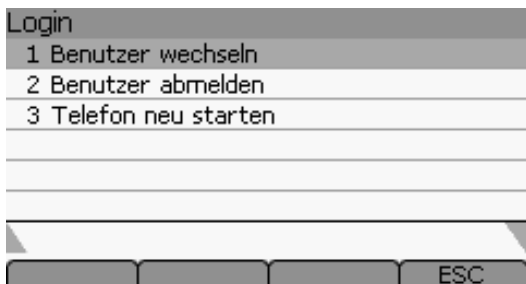 Login
1 Benutzer wechseln
2 Benutzer abmelden
3 Telefon neu starten
ESC